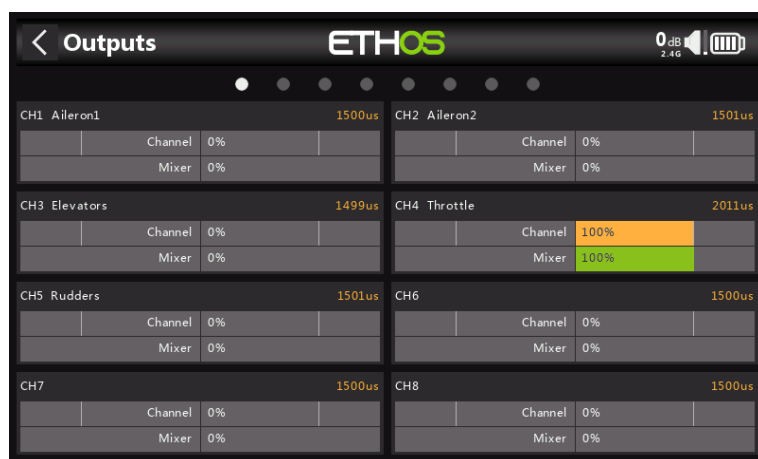 Outputs
ETHOS
0dB
2.4G
CH1 Aileron1 1500us
Channel 0%
Mixer 0%
CH2 Aileron2 1501us
Channel 0%
Mixer 0%
CH3 Elevators 1499us
Channel 0%
Mixer 0%
CH4 Throttle 2011us
Channel 100%
Mixer 100%
CH5 Rudders 1501us
Channel 0%
Mixer 0%
CH6 1500us
Channel 0%
Mixer 0%
CH7 1500us
Channel 0%
Mixer 0%
CH8 1500us
Channel 0%
Mixer 0%